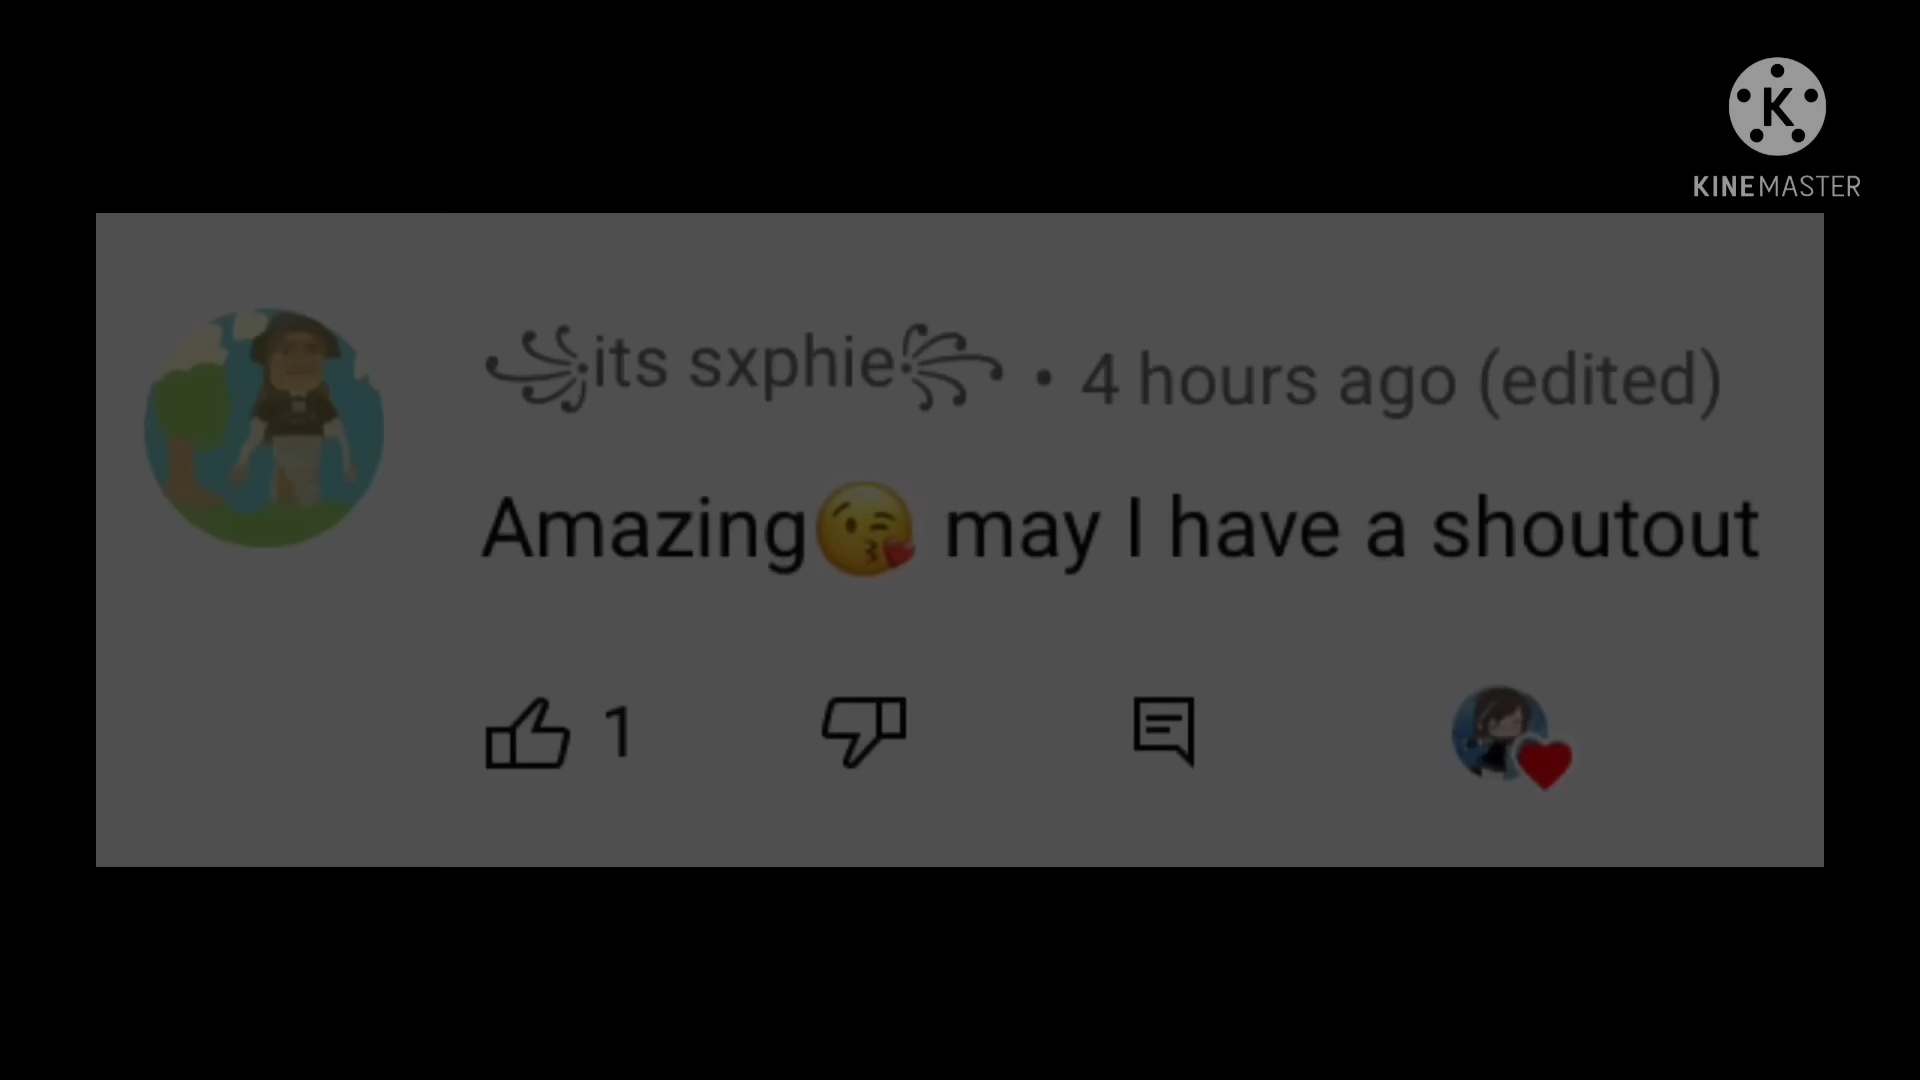 K
KINEMASTER
꧁its sxphie꧂ • 4 hours ago (edited)
Amazing😘 may I have a shoutout
1